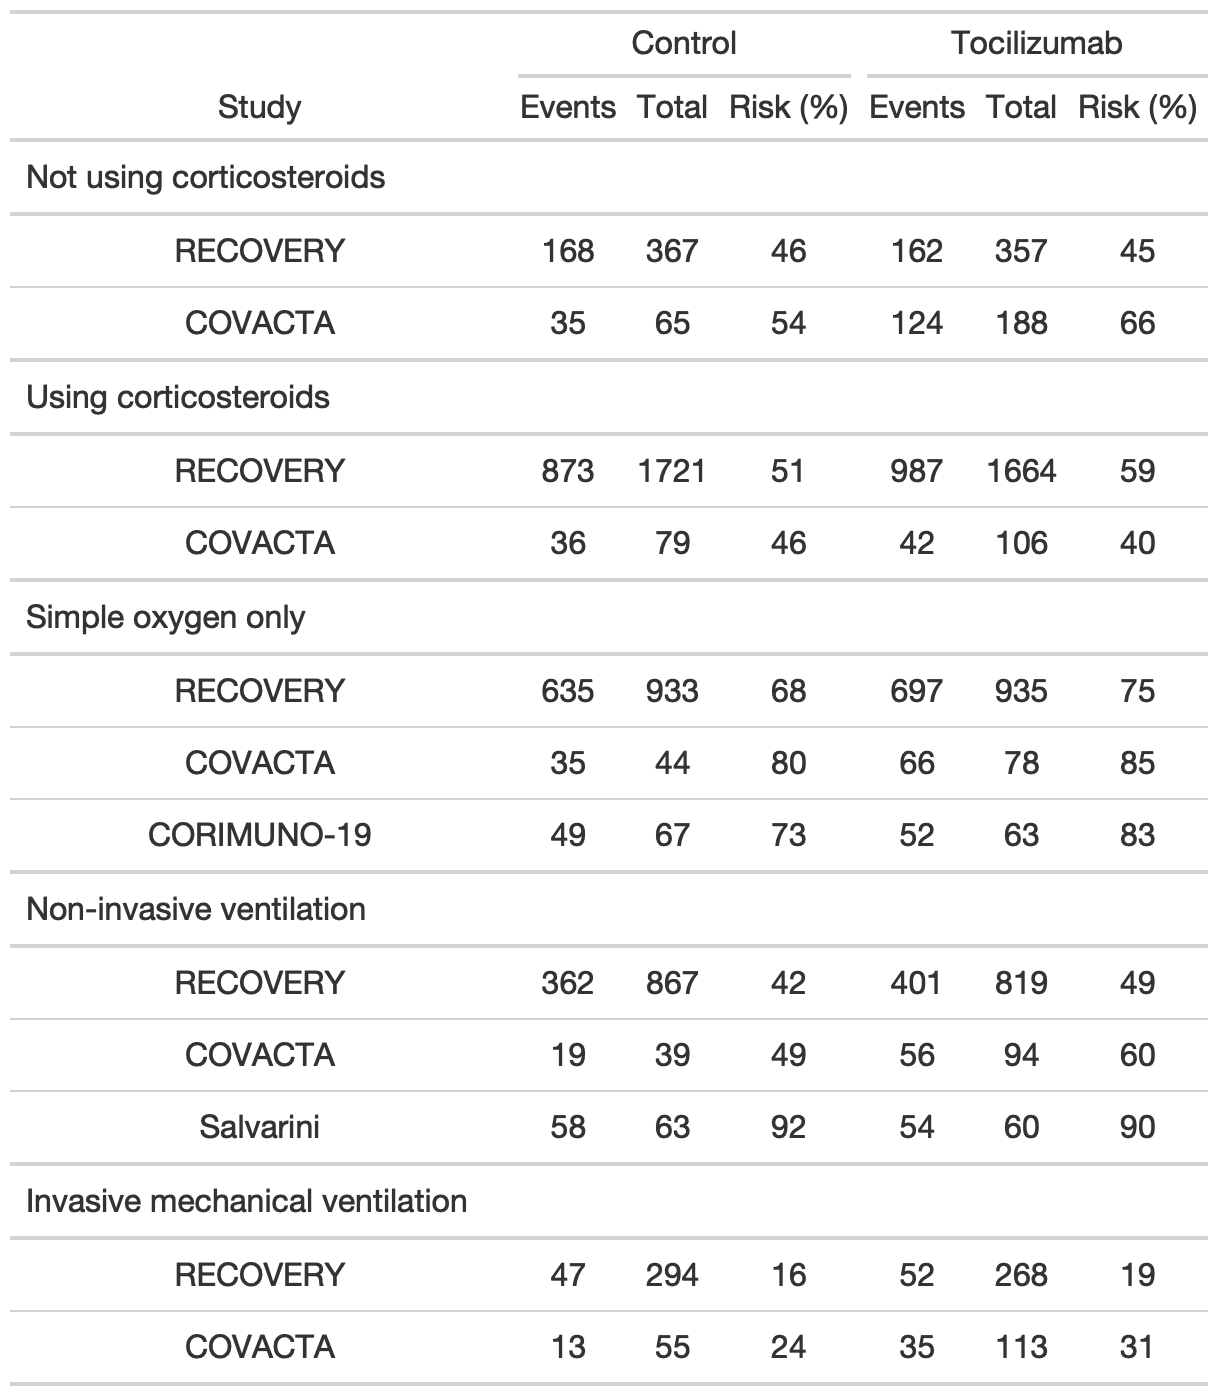 Control Tocilizumab
Study Events Total Risk (%) Events Total Risk (%)
Not using corticosteroids
RECOVERY 168 367 46 162 357 45
COVACTA 35 65 54 124 188 66
Using corticosteroids
RECOVERY 873 1721 51 987 1664 59
COVACTA 36 79 46 42 106 40
Simple oxygen only
RECOVERY 635 933 68 697 935 75
COVACTA 35 44 80 66 78 85
CORIMUNO-19 49 67 73 52 63 83
Non-invasive ventilation
RECOVERY 362 867 42 401 819 49
COVACTA 19 39 49 56 94 60
Salvarini 58 63 92 54 60 90
Invasive mechanical ventilation
RECOVERY 47 294 16 52 268 19
COVACTA 13 55 24 35 113 31